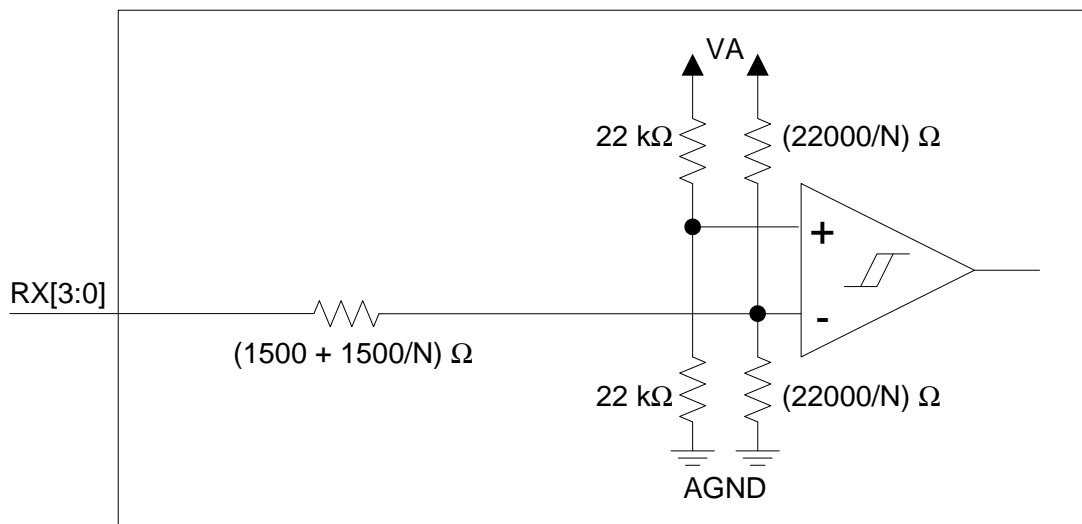 VA
22 kΩ
(22000/N) Ω
+
RX[3:0]
-
(1500 + 1500/N) Ω
22 kΩ
(22000/N) Ω
AGND